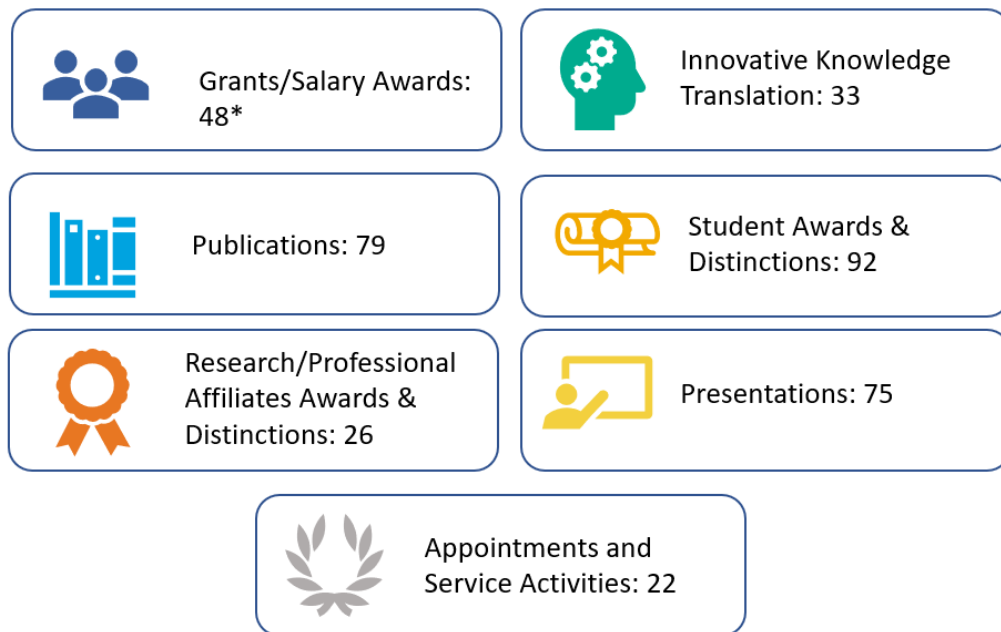 Grants/Salary Awards:
48*
Innovative Knowledge
Translation: 33
Publications: 79
Student Awards &
Distinctions: 92
Research/Professional
Affiliates Awards &
Distinctions: 26
Presentations: 75
Appointments and
Service Activities: 22